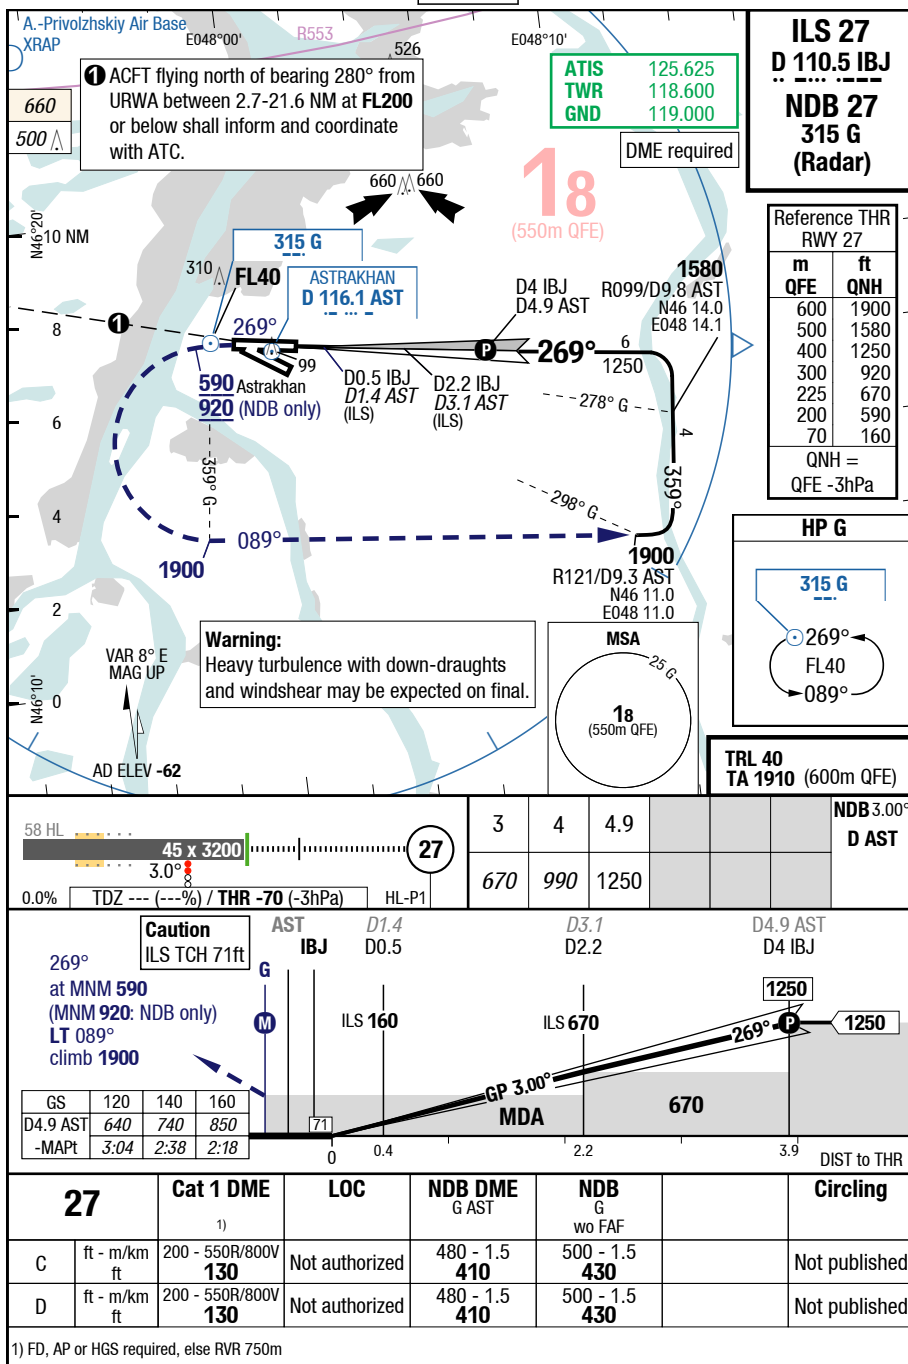 A.-Privolzhskiy Air Base
XRAP
E048°00'
R553
526
E048°10'
660
500
1 ACFT flying north of bearing 280° from
URWA between 2.7-21.6 NM at FL200
or below shall inform and coordinate
with ATC.
ATIS 125.625
TWR 118.600
GND 119.000
DME required
ILS 27
D 110.5 IBJ
NDB 27
315 G
(Radar)
660 660
18
(550m QFE)
N46°20'
10 NM
315 G
310
FL40
ASTRAKHAN
D 116.1 AST
D4 IBJ
D4.9 AST
1580
R099/D9.8 AST
N46 14.0
E048 14.1
Reference THR
RWY 27
m ft
QFE QNH
600 1900
500 1580
400 1250
300 920
225 670
200 590
70 160
QNH =
QFE -3hPa
8
1
269°
P
269°
6
1250
99
590 Astrakhan
920 (NDB only)
D0.5 IBJ
D1.4 AST
(ILS)
D2.2 IBJ
D3.1 AST
(ILS)
278° G
4
6
359° G
359°
298° G
4
089°
1900
1900
R121/D9.3 AST
N46 11.0
E048 11.0
HP G
315 G
269°
FL40
089°
2
VAR 8° E
MAG UP
Warning:
Heavy turbulence with down-draughts
and windshear may be expected on final.
MSA
25 G
18
(550m QFE)
N46°10'
0
AD ELEV -62
TRL 40
TA 1910 (600m QFE)
58 HL
45 x 3200
27
3.0°
0.0%
TDZ --- (---%) / THR -70 (-3hPa)
HL-P1
3 4 4.9
NDB 3.00°
D AST
670 990 1250
Caution
ILS TCH 71ft
AST
IBJ
D1.4
D0.5
D3.1
D2.2
D4.9 AST
D4 IBJ
269°
at MNM 590
(MNM 920: NDB only)
LT 089°
climb 1900
G
M
ILS 160
ILS 670
1250
269°
P
1250
GP 3.00°
MDA
670
GS 120 140 160
D4.9 AST 640 740 850
-MAPt 3:04 2:38 2:18
71
0
0.4
2.2
3.9
DIST to THR
27
Cat 1 DME
1)
LOC
NDB DME
G AST
NDB
G
wo FAF
Circling
C
ft - m/km
ft
200 - 550R/800V
130
Not authorized
480 - 1.5
410
500 - 1.5
430
Not published
D
ft - m/km
ft
200 - 550R/800V
130
Not authorized
480 - 1.5
410
500 - 1.5
430
Not published
1) FD, AP or HGS required, else RVR 750m